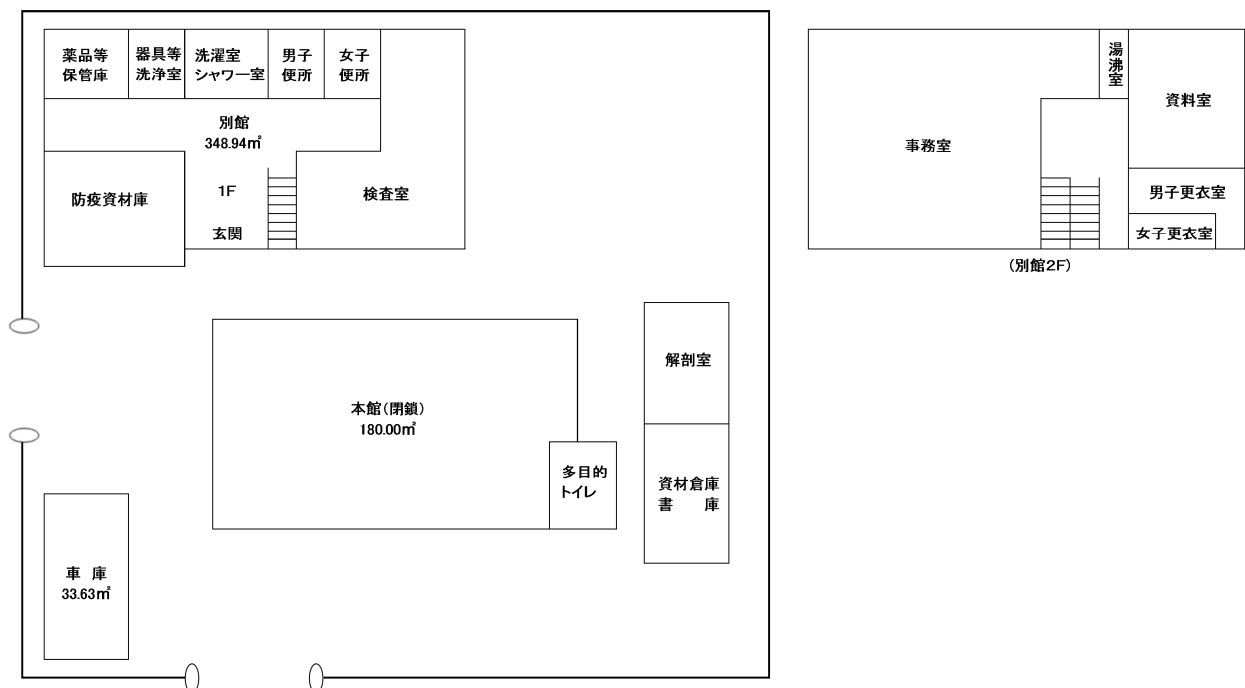 薬品等
保管庫
器具等
洗浄室
洗濯室
シャワー室
男子
便所
女子
便所
別館
348.94㎡
防疫資材庫
1F
玄関
検査室
事務室
湯沸室
資料室
男子更衣室
女子更衣室
(別館2F)
本館(閉鎖)
180.00㎡
多目的
トイレ
解剖室
資材倉庫
書　庫
車 庫
33.63㎡